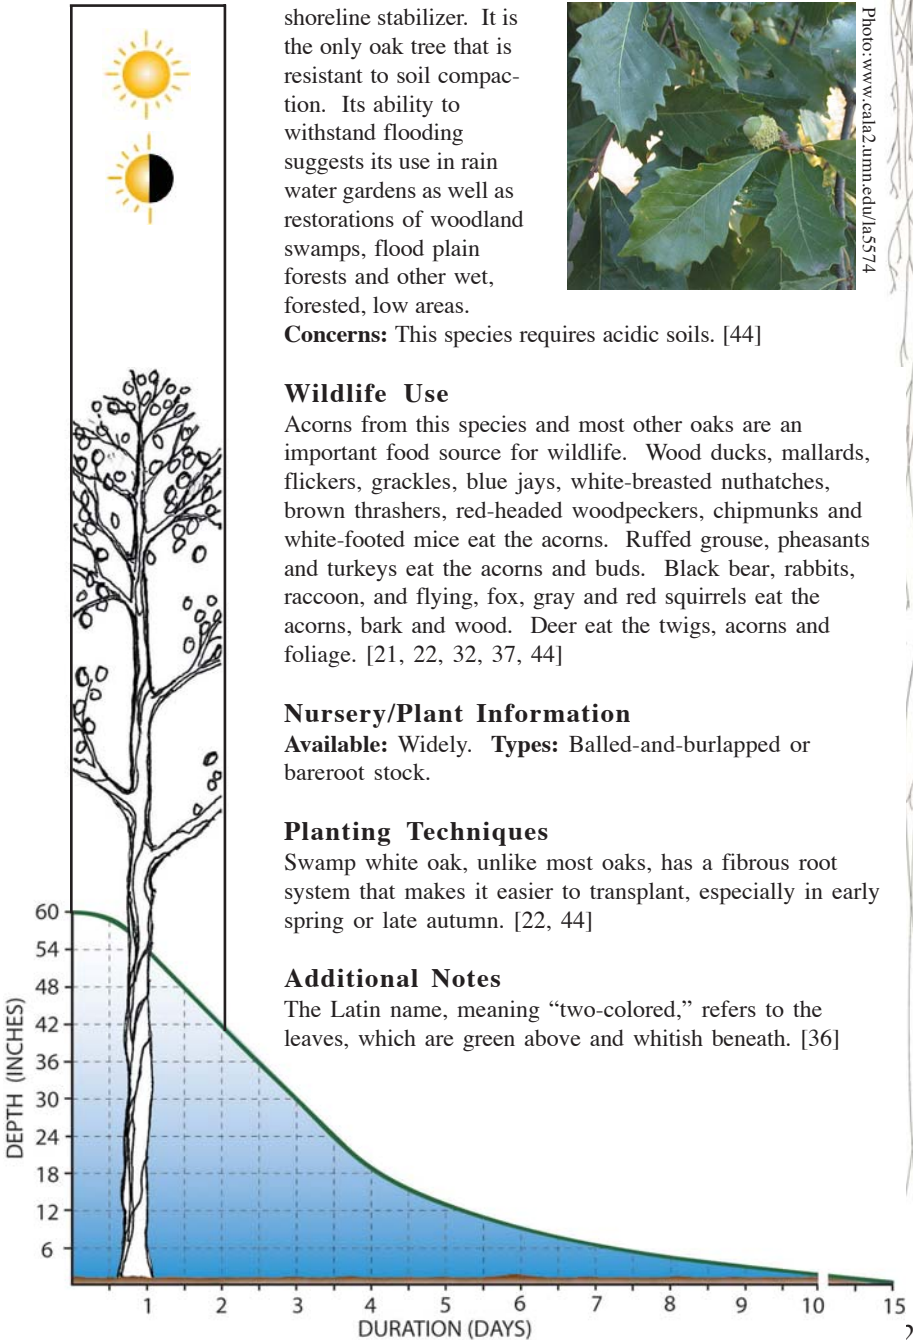 shoreline stabilizer. It is
the only oak tree that is
resistant to soil compac-
tion. Its ability to
withstand flooding
suggests its use in rain
water gardens as well as
restorations of woodland
swamps, flood plain
forests and other wet,
forested, low areas.
Photo:www.cala2.umn.edu/la5574
Concerns: This species requires acidic soils. [44]
Wildlife Use
Acorns from this species and most other oaks are an
important food source for wildlife. Wood ducks, mallards,
flickers, grackles, blue jays, white-breasted nuthatches,
brown thrashers, red-headed woodpeckers, chipmunks and
white-footed mice eat the acorns. Ruffed grouse, pheasants
and turkeys eat the acorns and buds. Black bear, rabbits,
raccoon, and flying, fox, gray and red squirrels eat the
acorns, bark and wood. Deer eat the twigs, acorns and
foliage. [21, 22, 32, 37, 44]
Nursery/Plant Information
Available: Widely. Types: Balled-and-burlapped or
bareroot stock.
Planting Techniques
Swamp white oak, unlike most oaks, has a fibrous root
system that makes it easier to transplant, especially in early
spring or late autumn. [22, 44]
Additional Notes
The Latin name, meaning “two-colored,” refers to the
leaves, which are green above and whitish beneath. [36]
DEPTH (INCHES)
60
54
48
42
36
30
24
18
12
6
1 2 3 4 5 6 7 8 9 10 15
DURATION (DAYS)